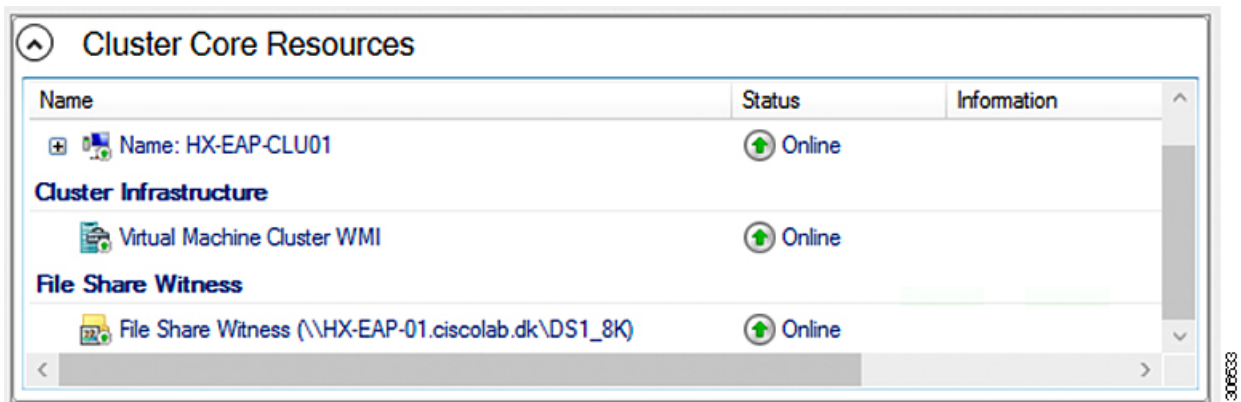 Cluster Core Resources
Name Status Information
Name: HX-EAP-CLU01 Online
Cluster Infrastructure
Virtual Machine Cluster WMI Online
File Share Witness
File Share Witness (\\HX-EAP-01.ciscolab.dk\DS1_8K) Online
306633